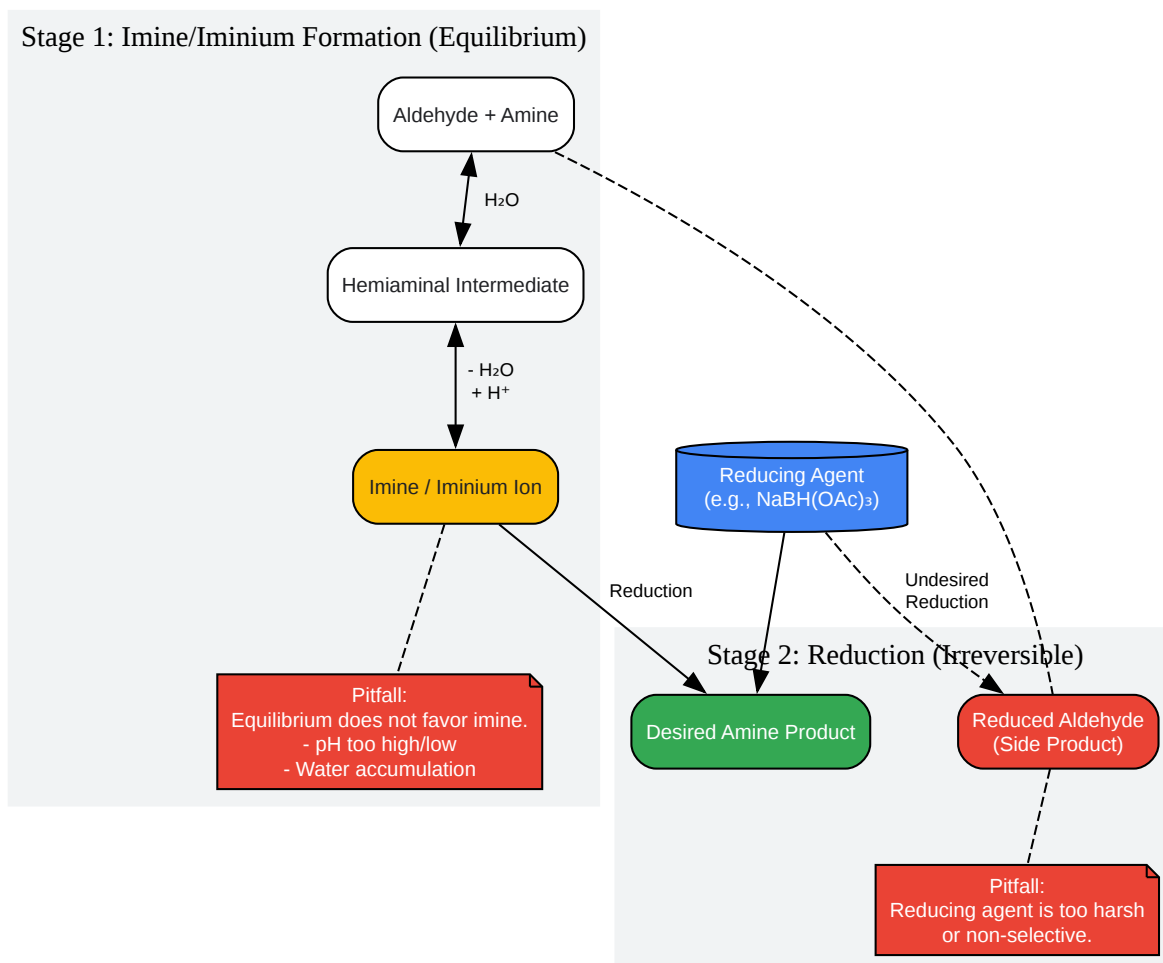 Stage 1: Imine/Iminium Formation (Equilibrium)
Aldehyde + Amine
H₂O
Hemiaminal Intermediate
- H₂O
+ H⁺
Imine / Iminium Ion
Reducing Agent
(e.g., NaBH(OAc)₃)
Reduction
Undesired
Reduction
Stage 2: Reduction (Irreversible)
Pitfall:
Equilibrium does not favor imine.
- pH too high/low
- Water accumulation
Desired Amine Product
Reduced Aldehyde
(Side Product)
Pitfall:
Reducing agent is too harsh
or non-selective.